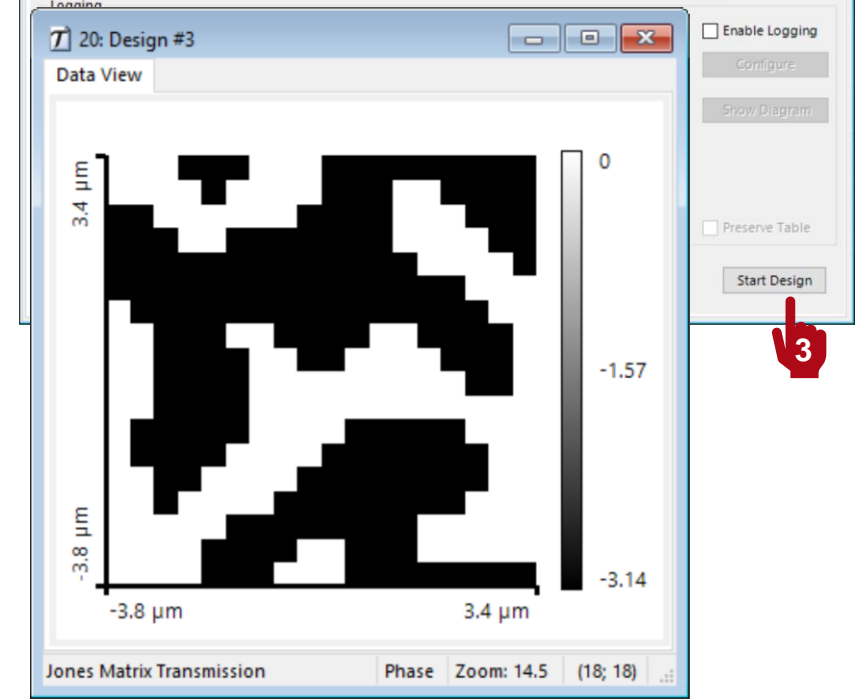 Logging
20: Design #3
Data View
3.4 µm
-3.8 µm
-3.8 µm
3.4 µm
0
-1.57
-3.14
Jones Matrix Transmission
Phase
Zoom: 14.5
(18; 18)
Enable Logging
Configure
Show Diagram
Preserve Table
Start Design
3